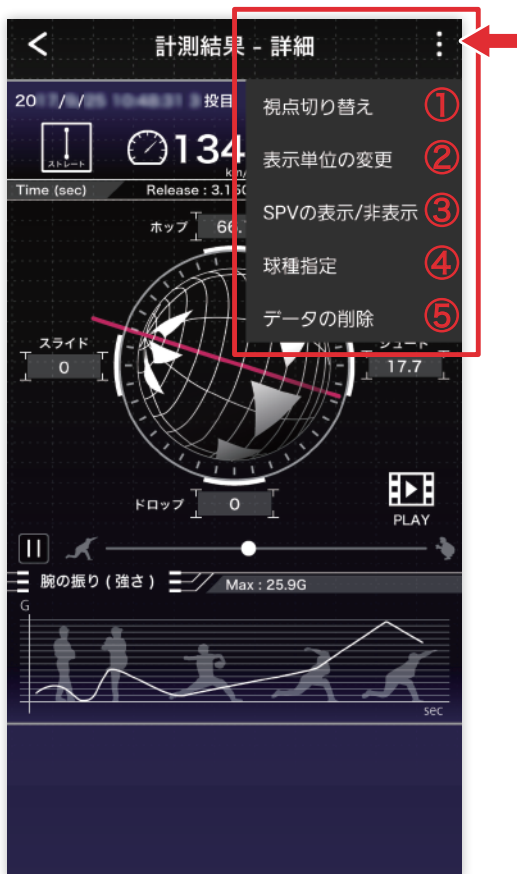 計測結果 - 詳細
視点切り替え ①
表示単位の変更 ②
SPVの表示/非表示 ③
球種指定 ④
データの削除 ⑤
20 / / 投目
ストレート
134
km/
Time (sec)
Release : 3.150
ホップ 66.
スライド
0
シュート
17.7
ドロップ 0
PLAY
腕の振り ( 強さ )
Max : 25.9G
G
sec